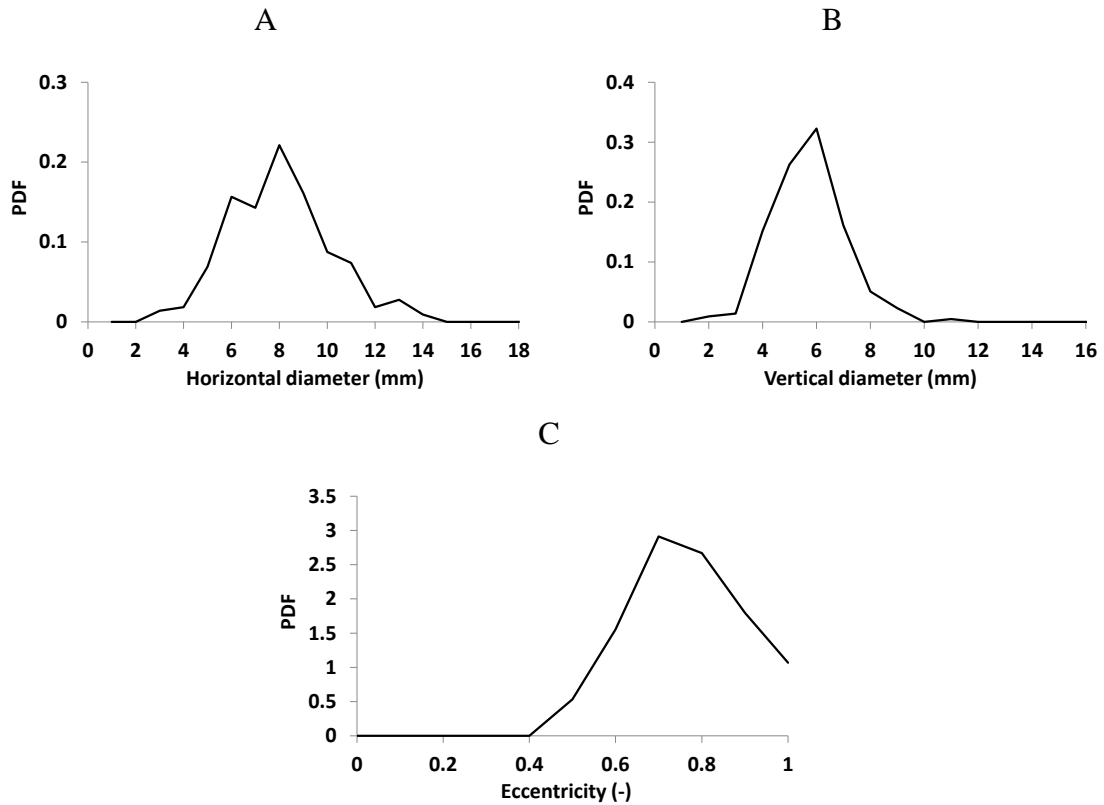 A
0.3
0.2
0.1
0
PDF
0 2 4 6 8 10 12 14 16 18
Horizontal diameter (mm)
B
0.4
0.3
0.2
0.1
0
PDF
0 2 4 6 8 10 12 14 16
Vertical diameter (mm)
C
3.5
3
2.5
2
1.5
1
0.5
0
PDF
0 0.2 0.4 0.6 0.8 1
Eccentricity (-)